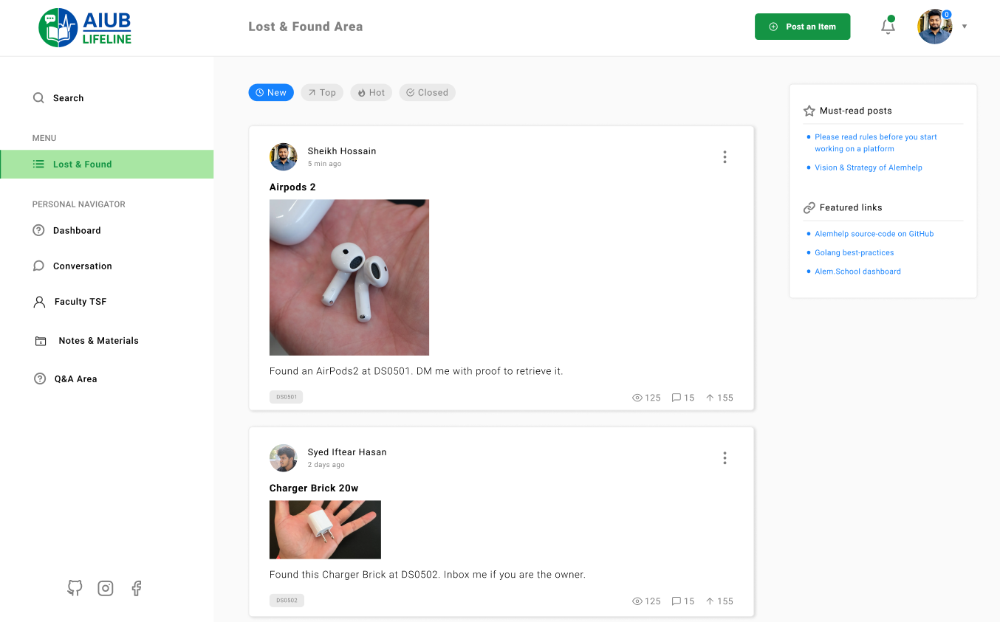 AIUB
LIFELINE
Lost & Found Area
Post an Item
0
Search
MENU
Lost & Found
PERSONAL NAVIGATOR
Dashboard
Conversation
Faculty TSF
Notes & Materials
Q&A Area
New
Top
Hot
Closed
Sheikh Hossain
5 min ago
Airpods 2
Found an AirPods2 at DS0501. DM me with proof to retrieve it.
DS0501
125
15
155
Syed Iftear Hasan
2 days ago
Charger Brick 20w
Found this Charger Brick at DS0502. Inbox me if you are the owner.
DS0502
125
15
155
Must-read posts
Please read rules before you start
working on a platform
Vision & Strategy of Alemhelp
Featured links
Alemhelp source-code on GitHub
Golang best-practices
Alem.School dashboard